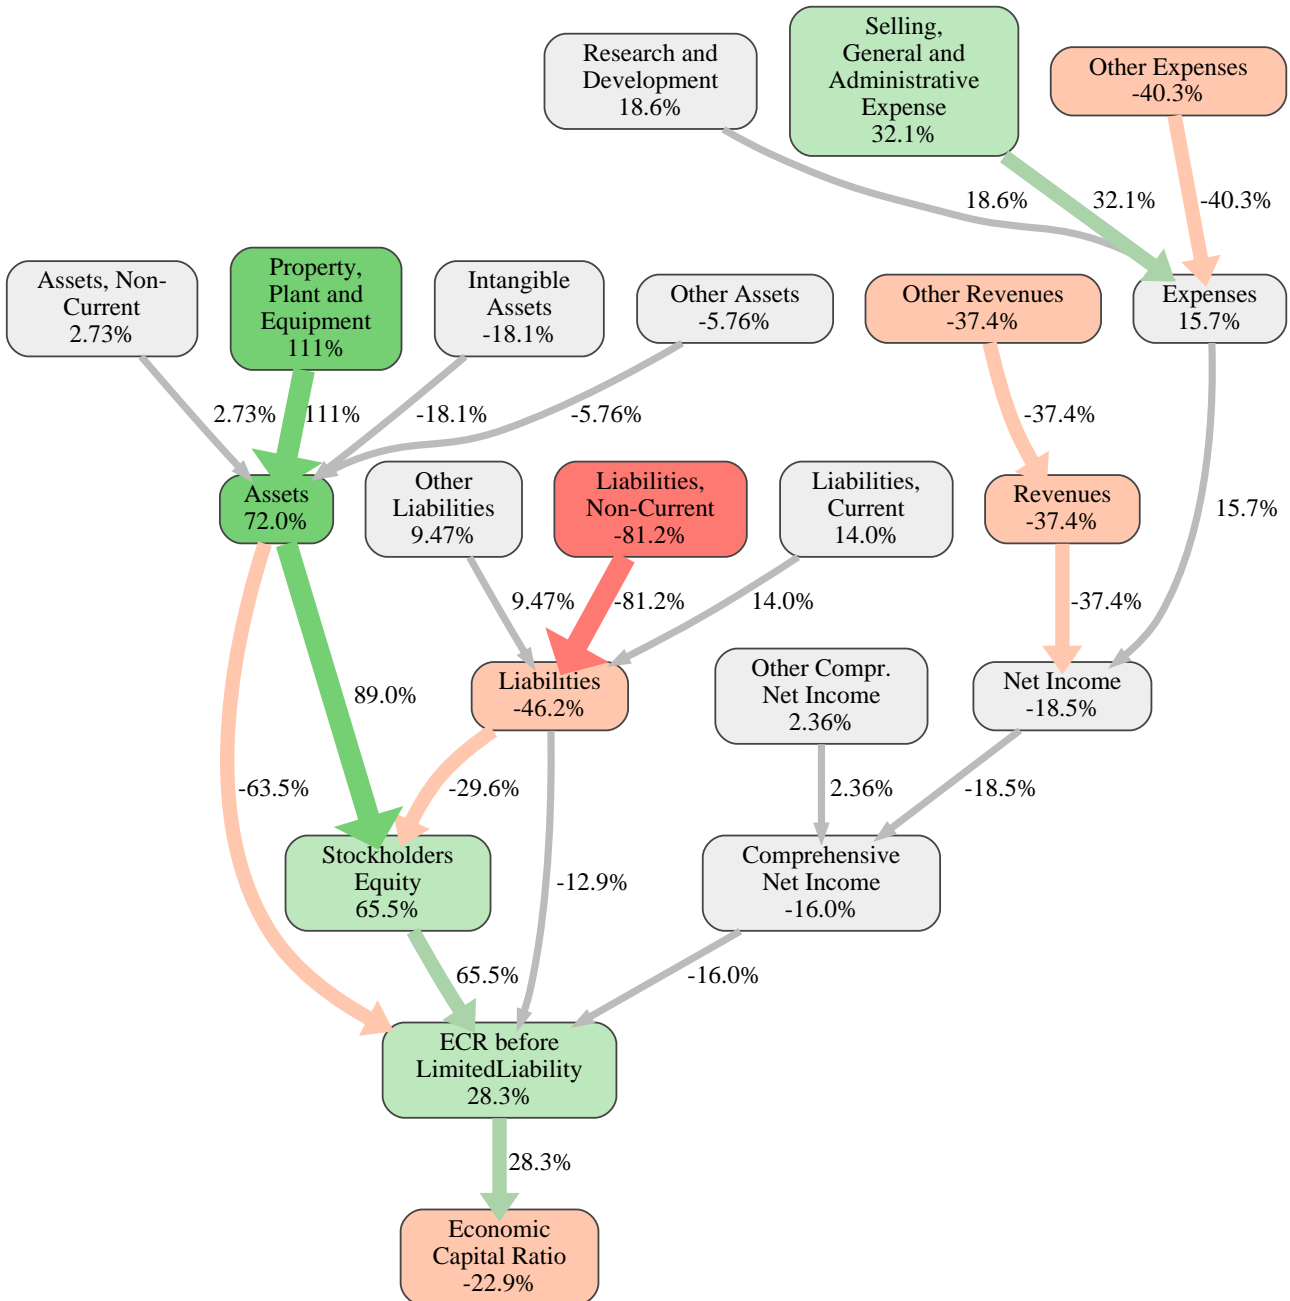 Research and
Development
18.6%
Selling,
General and
Administrative
Expense
32.1%
Other Expenses
-40.3%
18.6%
32.1%
-40.3%
Assets, Non-
Current
2.73%
Property,
Plant and
Equipment
111%
Intangible
Assets
-18.1%
Other Assets
-5.76%
Other Revenues
-37.4%
Expenses
15.7%
2.73%
111%
-18.1%
-5.76%
-37.4%
Assets
72.0%
Other
Liabilities
9.47%
Liabilities,
Non-Current
-81.2%
Liabilities,
Current
14.0%
Revenues
-37.4%
15.7%
9.47%
-81.2%
14.0%
-37.4%
89.0%
Liabilities
-46.2%
Other Compr.
Net Income
2.36%
Net Income
-18.5%
-63.5%
-29.6%
2.36%
-18.5%
Stockholders
Equity
65.5%
-12.9%
Comprehensive
Net Income
-16.0%
65.5%
-16.0%
ECR before
LimitedLiability
28.3%
28.3%
Economic
Capital Ratio
-22.9%